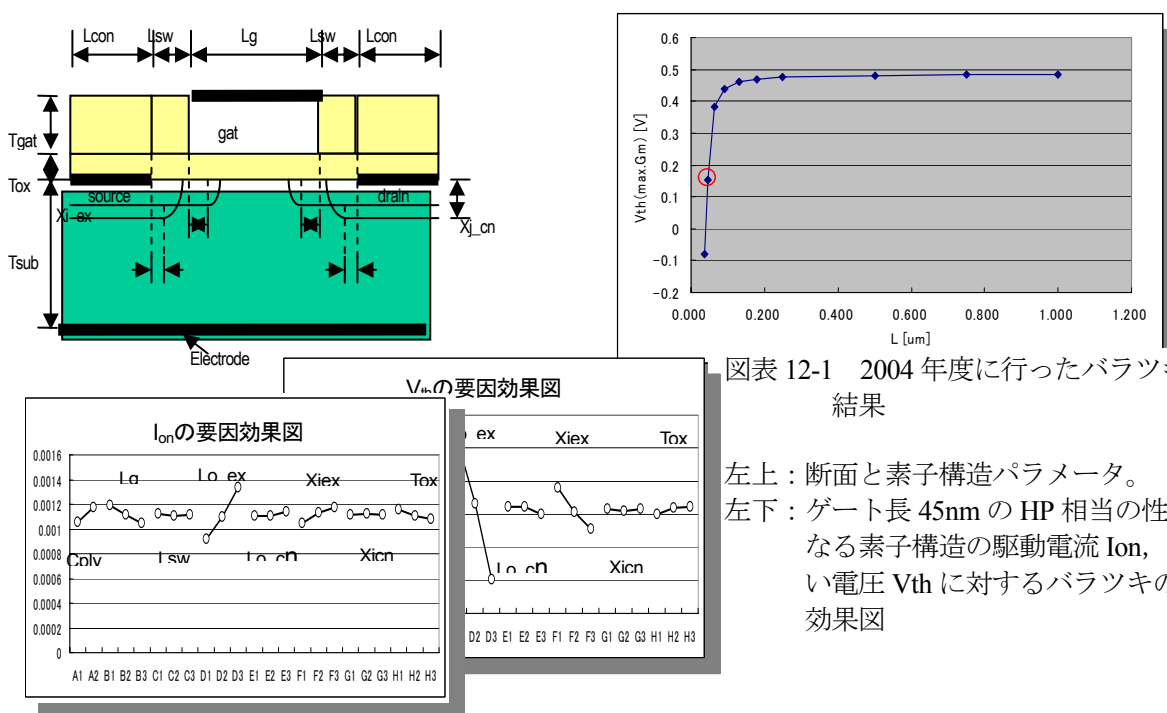 Lcon Lsw Lg Lsw Lcon
Tgat
gat
Tox
source
drain
Xj_cn
Tsub
Electrode
0.6
0.5
0.4
0.3
0.2
0.1
0
-0.1
-0.2
Vth(max.Gm) [V]
0.000 0.200 0.400 0.600 0.800 1.000 1.200
L [um]
図表 12-1 2004 年度に行ったバラツキ
結果
左上：断面と素子構造パラメータ。
左下：ゲート長 45nm の HP 相当の性
なる素子構造の駆動電流 Ion,
い電圧 Vth に対するバラツキの
効果図
Vthの要因効果図
ex Xiex Tox
Lo cn Xicn
D2 D3 E1 E2 E3 F1 F2 F3 G1 G2 G3 H1 H2 H3
Ionの要因効果図
0.0016
0.0014
0.0012
0.001
0.0008
0.0006
0.0004
0.0002
0
Lg Lo ex Xiex Tox
Cply Lsw Lo cn Xicn
A1 A2 B1 B2 B3 C1 C2 C3 D1 D2 D3 E1 E2 E3 F1 F2 F3 G1 G2 G3 H1 H2 H3